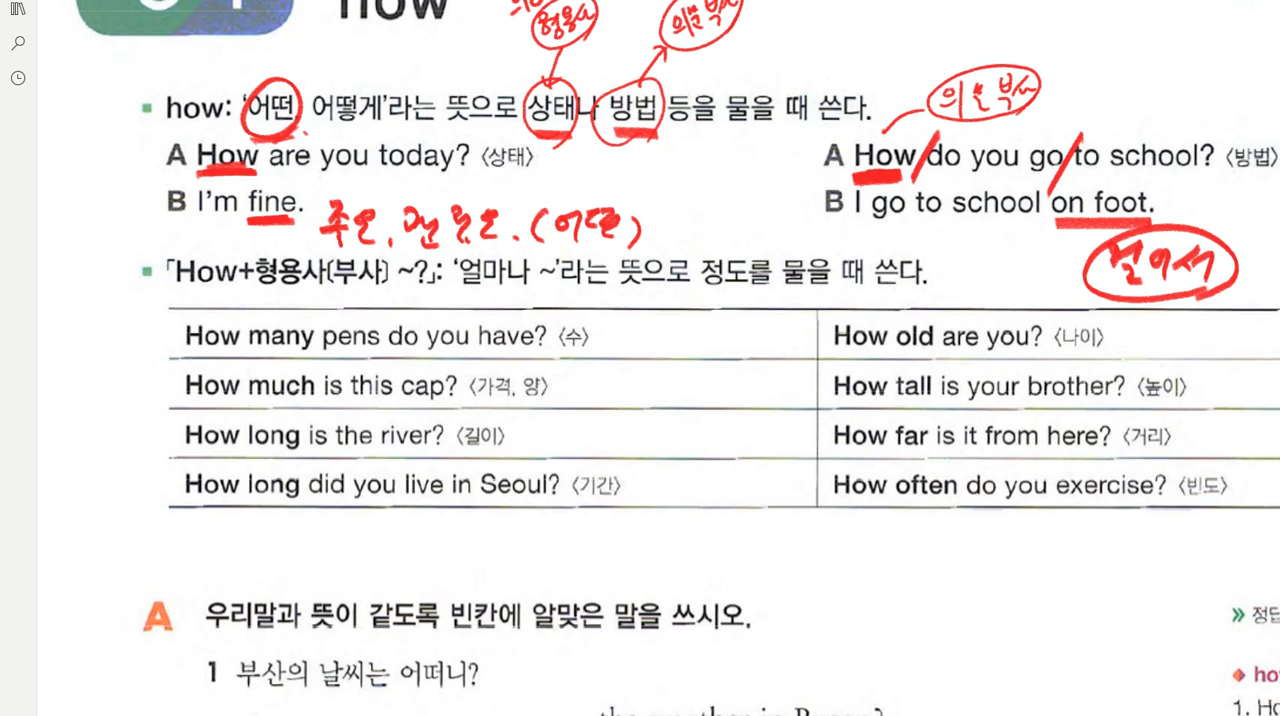 how
형용사
의문부사
how: ‘어떤, 어떻게’라는 뜻으로 상태나 방법 등을 물을 때 쓴다.
의문부사
A How are you today? 〈상태〉
B I’m fine.
A How do you go to school? 〈방법〉
B I go to school on foot.
걸어서
「How+형용사[부사] ~?」: ‘얼마나 ~’라는 뜻으로 정도를 물을 때 쓴다.
How many pens do you have? 〈수〉
How old are you? 〈나이〉
How much is this cap? 〈가격, 양〉
How tall is your brother? 〈높이〉
How long is the river? 〈길이〉
How far is it from here? 〈거리〉
How long did you live in Seoul? 〈기간〉
How often do you exercise? 〈빈도〉
A 우리말과 뜻이 같도록 빈칸에 알맞은 말을 쓰시오.
» 정답
1 부산의 날씨는 어떠니?
how
the weather in Busan?
1. Ho